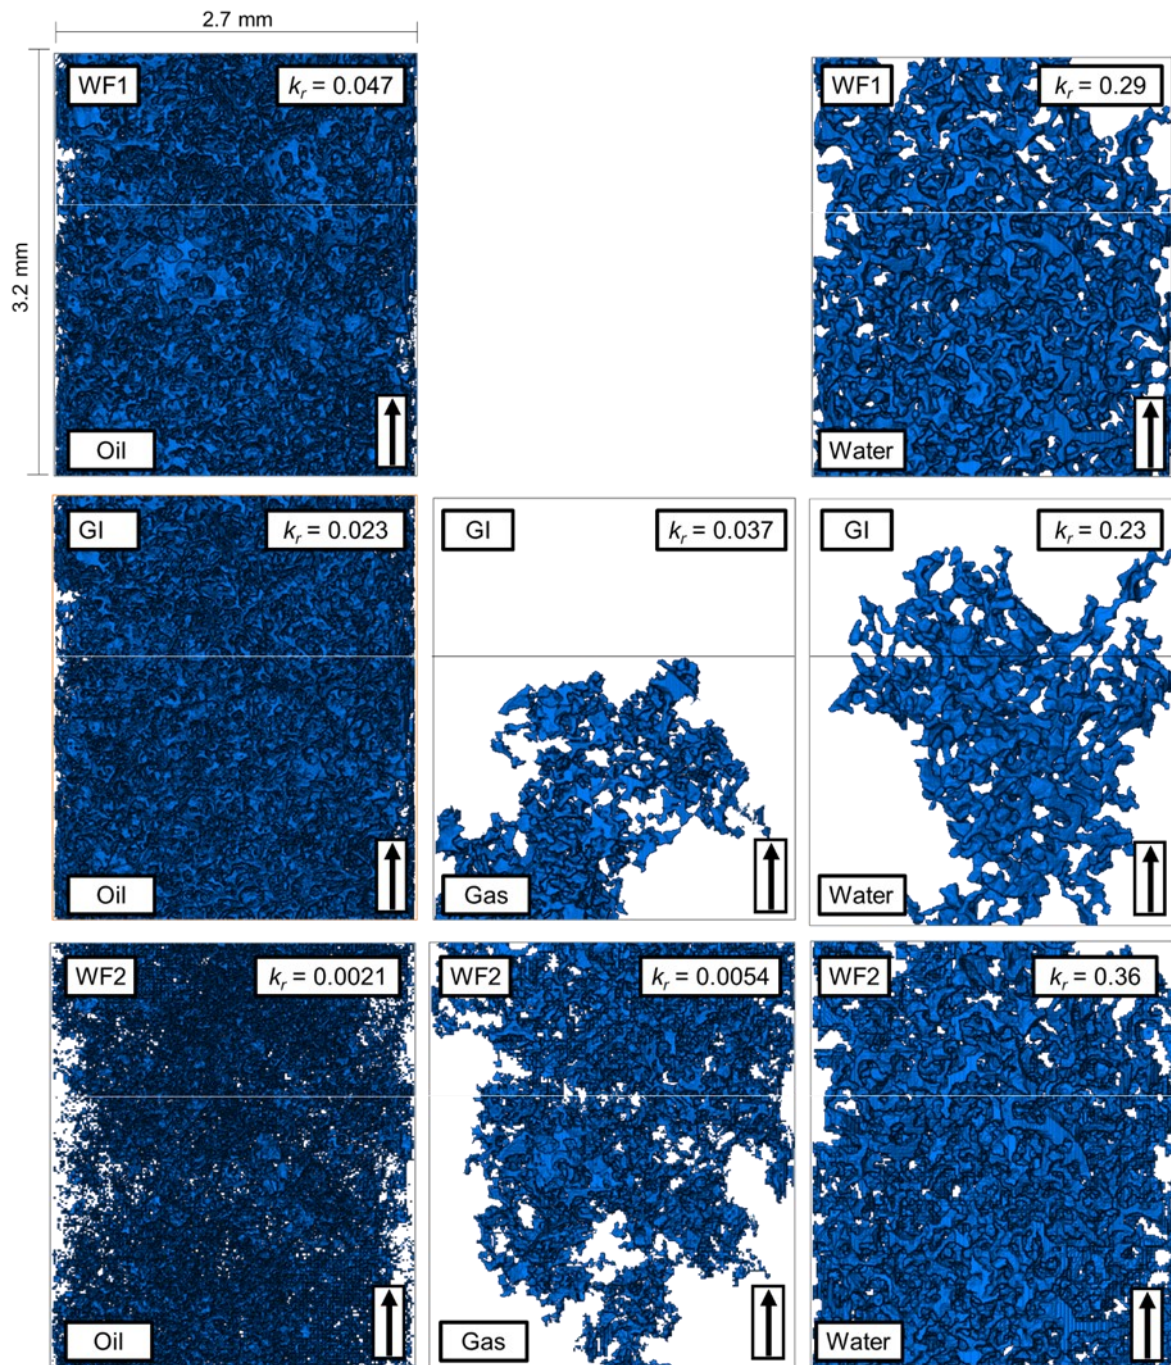 2.7 mm
3.2 mm
WF1
k_r = 0.047
Oil
WF1
k_r = 0.29
Water
GI
k_r = 0.023
Oil
GI
k_r = 0.037
Gas
GI
k_r = 0.23
Water
WF2
k_r = 0.0021
Oil
WF2
k_r = 0.0054
Gas
WF2
k_r = 0.36
Water